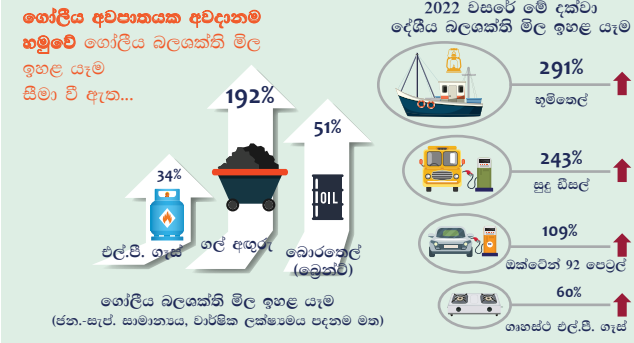 ගෝලීය අවපාතයක අවදානම
හමුවේ ගෝලීය බලශක්ති මිල
ඉහළ යෑම
සීමා වී ඇත...
192%
51%
34%
OIL
එල්.පී. ගෑස්
ගල් අඟුරු
බොරතෙල්
(බ්‍රෙන්ට්)
ගෝලීය බලශක්ති මිල ඉහළ යෑම
(ජන.-සැප්. සාමාන්‍යය, වාර්ෂික ලක්ෂ්‍යමය පදනම මත)
2022 වසරේ මේ දක්වා
දේශීය බලශක්ති මිල ඉහළ යෑම
291%
භූමිතෙල්
243%
සුදු ඩීසල්
109%
ඔක්ටේන් 92 පෙට්‍රල්
60%
ගෘහස්ථ එල්.පී. ගෑස්